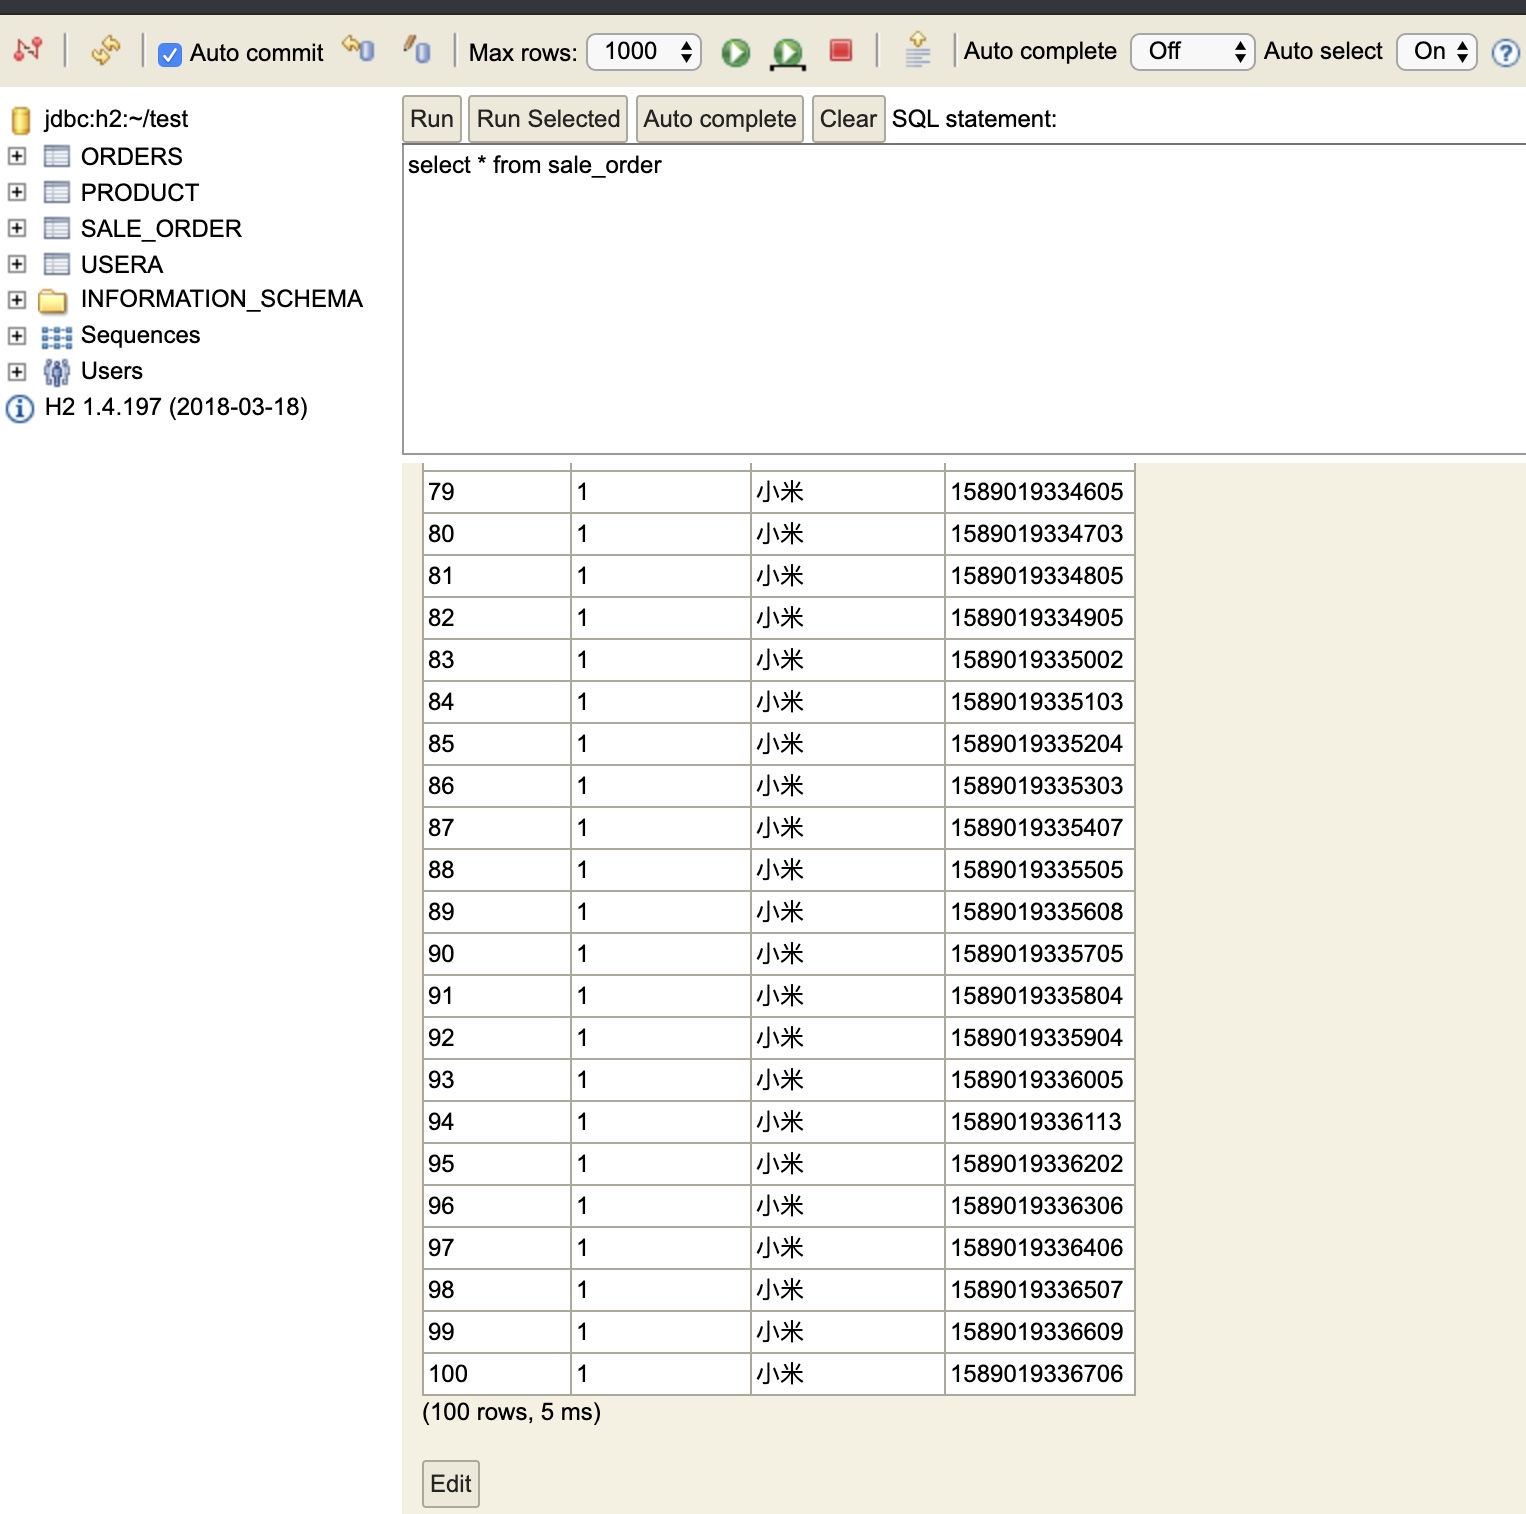 Auto commit Max rows: 1000 Auto complete Off Auto select On ?
jdbc:h2:~/test
ORDERS
PRODUCT
SALE_ORDER
USERA
INFORMATION_SCHEMA
Sequences
Users
H2 1.4.197 (2018-03-18)
Run Run Selected Auto complete Clear SQL statement:
select * from sale_order
79 1 小米 1589019334605
80 1 小米 1589019334703
81 1 小米 1589019334805
82 1 小米 1589019334905
83 1 小米 1589019335002
84 1 小米 1589019335103
85 1 小米 1589019335204
86 1 小米 1589019335303
87 1 小米 1589019335407
88 1 小米 1589019335505
89 1 小米 1589019335608
90 1 小米 1589019335705
91 1 小米 1589019335804
92 1 小米 1589019335904
93 1 小米 1589019336005
94 1 小米 1589019336113
95 1 小米 1589019336202
96 1 小米 1589019336306
97 1 小米 1589019336406
98 1 小米 1589019336507
99 1 小米 1589019336609
100 1 小米 1589019336706
(100 rows, 5 ms)
Edit